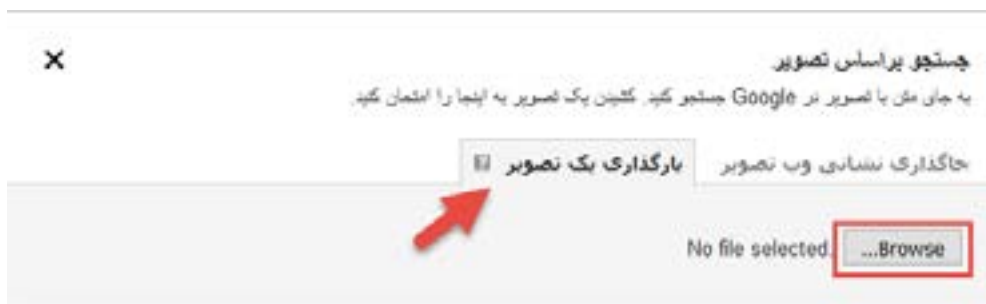 جستجو براساس تصویر
به جای متن با تصویر در Google جستجو کنید. کشیدن یک تصویر به اینجا را امتحان کنید.
جاگذاری نشانی وب تصویر
بارگذاری یک تصویر
...Browse
No file selected.